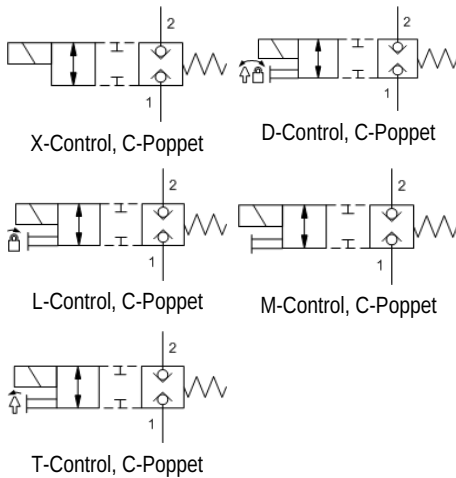 2
1
X-Control, C-Poppet
2
1
D-Control, C-Poppet
2
1
L-Control, C-Poppet
2
1
M-Control, C-Poppet
2
1
T-Control, C-Poppet